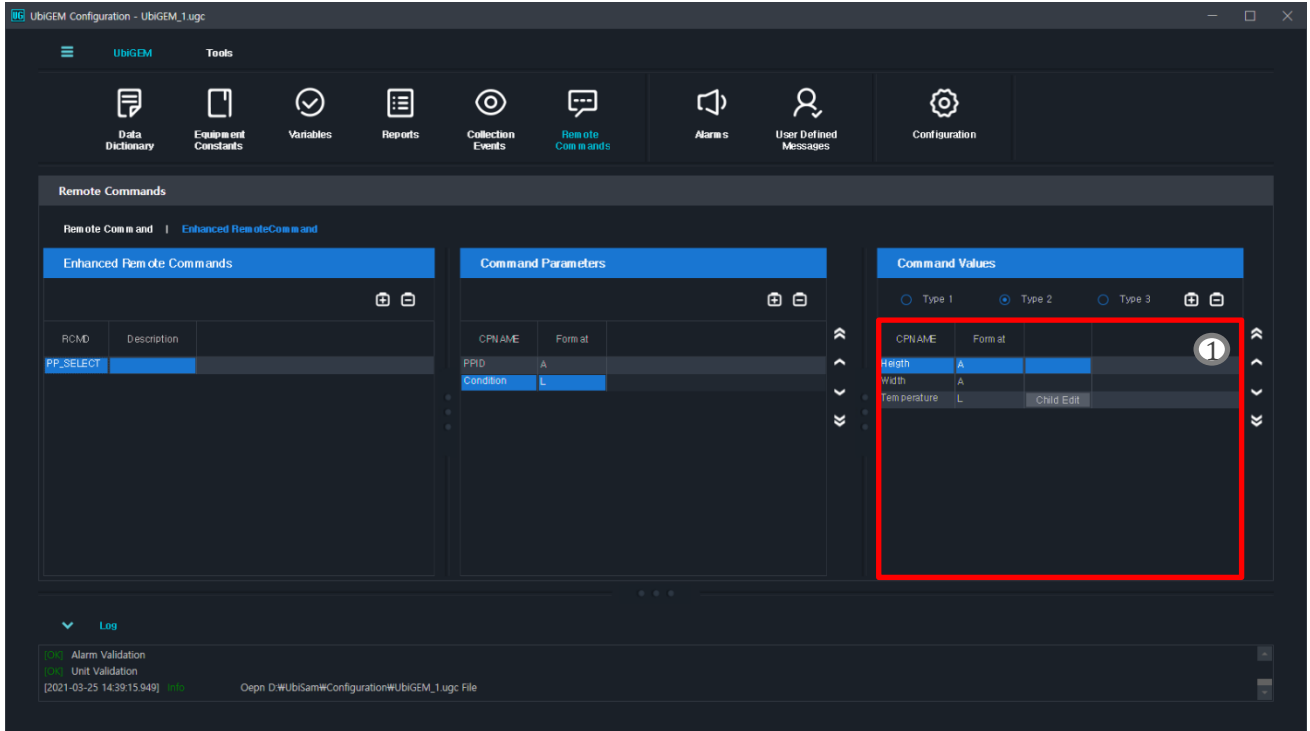 UG UbiGEM Configuration - UbiGEM_1.ugc
UbiGEM Tools
Data Dictionary
Equipment Constants
Variables
Reports
Collection Events
Remote Commands
Alarms
User Defined Messages
Configuration
Remote Commands
Remote Command | Enhanced RemoteCommand
Enhanced Remote Commands
RCMD Description
PP_SELECT
Command Parameters
CPNAME Format
PPID A
Condition L
Command Values
Type 1 Type 2 Type 3
CPNAME Format
1
Heigth A
Width A
Temperature L Child Edit
Log
[OK] Alarm Validation
[OK] Unit Validation
[2021-03-25 14:39:15.949] Info Oepn D:₩UbiSam₩Configuration₩UbiGEM_1.ugc File